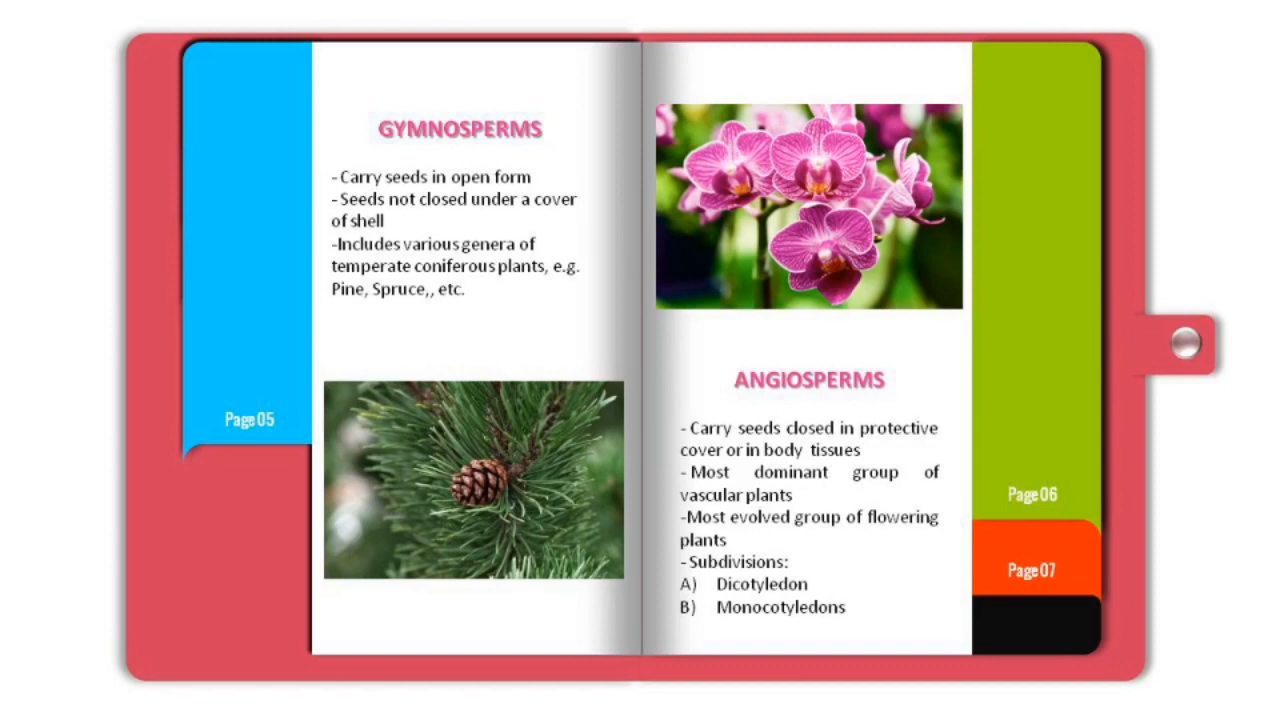 GYMNOSPERMS
- Carry seeds in open form
- Seeds not closed under a cover
of shell
-Includes various genera of
temperate coniferous plants, e.g.
Pine, Spruce,, etc.
Page 05
ANGIOSPERMS
- Carry seeds closed in protective
cover or in body tissues
- Most dominant group of
vascular plants
-Most evolved group of flowering
plants
- Subdivisions:
A) Dicotyledon
B) Monocotyledons
Page 06
Page 07